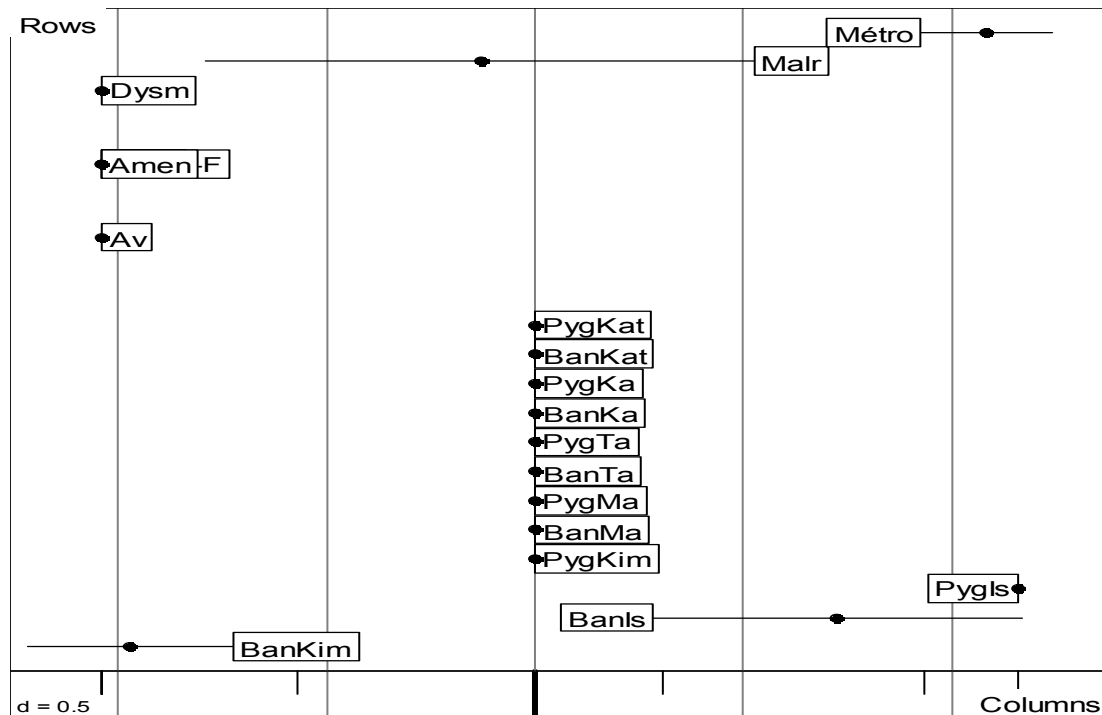 Rows
Métro
Malr
Dysm
Amen -F
Av
PygKat
BanKat
PygKa
BanKa
PygTa
BanTa
PygMa
BanMa
PygKim
PygIs
BanIs
BanKim
d = 0.5
Columns